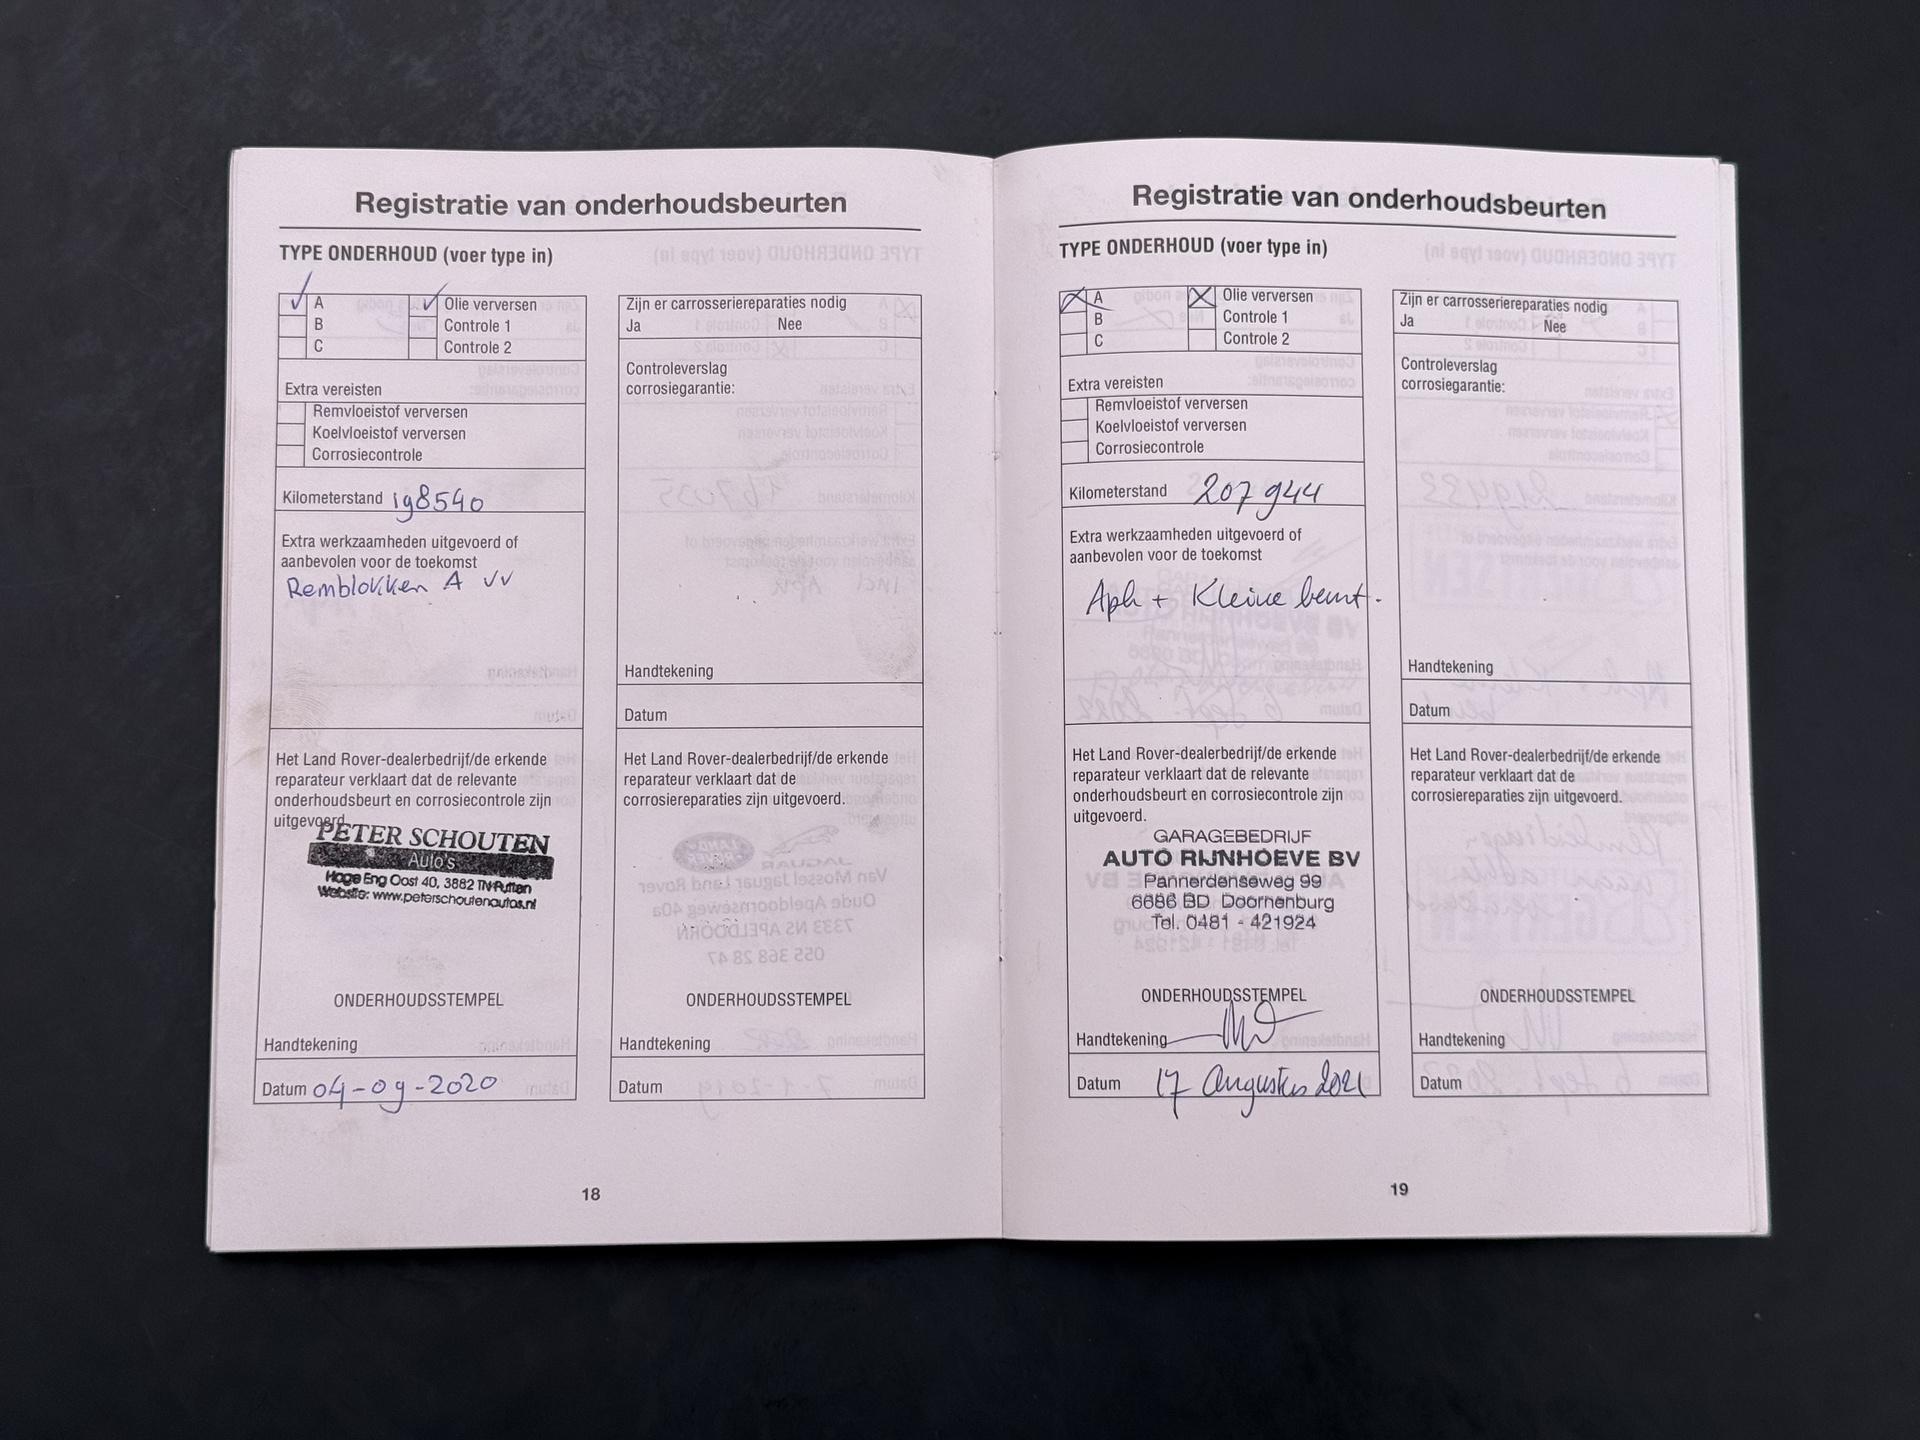 Registratie van onderhoudsbeurten
TYPE ONDERHOUD (voer type in)
A
B
C
Olie verversen
Controle 1
Controle 2
Extra vereisten
Remvloeistof verversen
Koelvloeistof verversen
Corrosiecontrole
Kilometerstand 198540
Extra werkzaamheden uitgevoerd of
aanbevolen voor de toekomst
Remblokken A VV
Het Land Rover-dealerbedrijf/de erkende
reparateur verklaart dat de relevante
onderhoudsbeurt en corrosiecontrole zijn
uitgevoerd.
PETER SCHOUTEN
Auto's
Hoge Eng Oost 40, 3882 TN Putten
Website: www.peterschoutenautos.nl
ONDERHOUDSSTEMPEL
Handtekening
Datum 04-09-2020
Zijn er carrosseriereparaties nodig
Ja Nee
Controleverslag
corrosiegarantie:
Handtekening
Datum
Het Land Rover-dealerbedrijf/de erkende
reparateur verklaart dat de
corrosiereparaties zijn uitgevoerd.
ONDERHOUDSSTEMPEL
Handtekening
Datum
18
Registratie van onderhoudsbeurten
TYPE ONDERHOUD (voer type in)
A
B
C
Olie verversen
Controle 1
Controle 2
Extra vereisten
Remvloeistof verversen
Koelvloeistof verversen
Corrosiecontrole
Kilometerstand 207944
Extra werkzaamheden uitgevoerd of
aanbevolen voor de toekomst
Apk + Kleine beurt.
Het Land Rover-dealerbedrijf/de erkende
reparateur verklaart dat de relevante
onderhoudsbeurt en corrosiecontrole zijn
uitgevoerd.
GARAGEBEDRIJF
AUTO RIJNHOEVE BV
Pannerdenseweg 99
6686 BD Doornenburg
Tel. 0481 - 421924
ONDERHOUDSSTEMPEL
Handtekening
Datum 17 Augustus 2021
Zijn er carrosseriereparaties nodig
Ja Nee
Controleverslag
corrosiegarantie:
Handtekening
Datum
Het Land Rover-dealerbedrijf/de erkende
reparateur verklaart dat de
corrosiereparaties zijn uitgevoerd.
ONDERHOUDSSTEMPEL
Handtekening
Datum
19